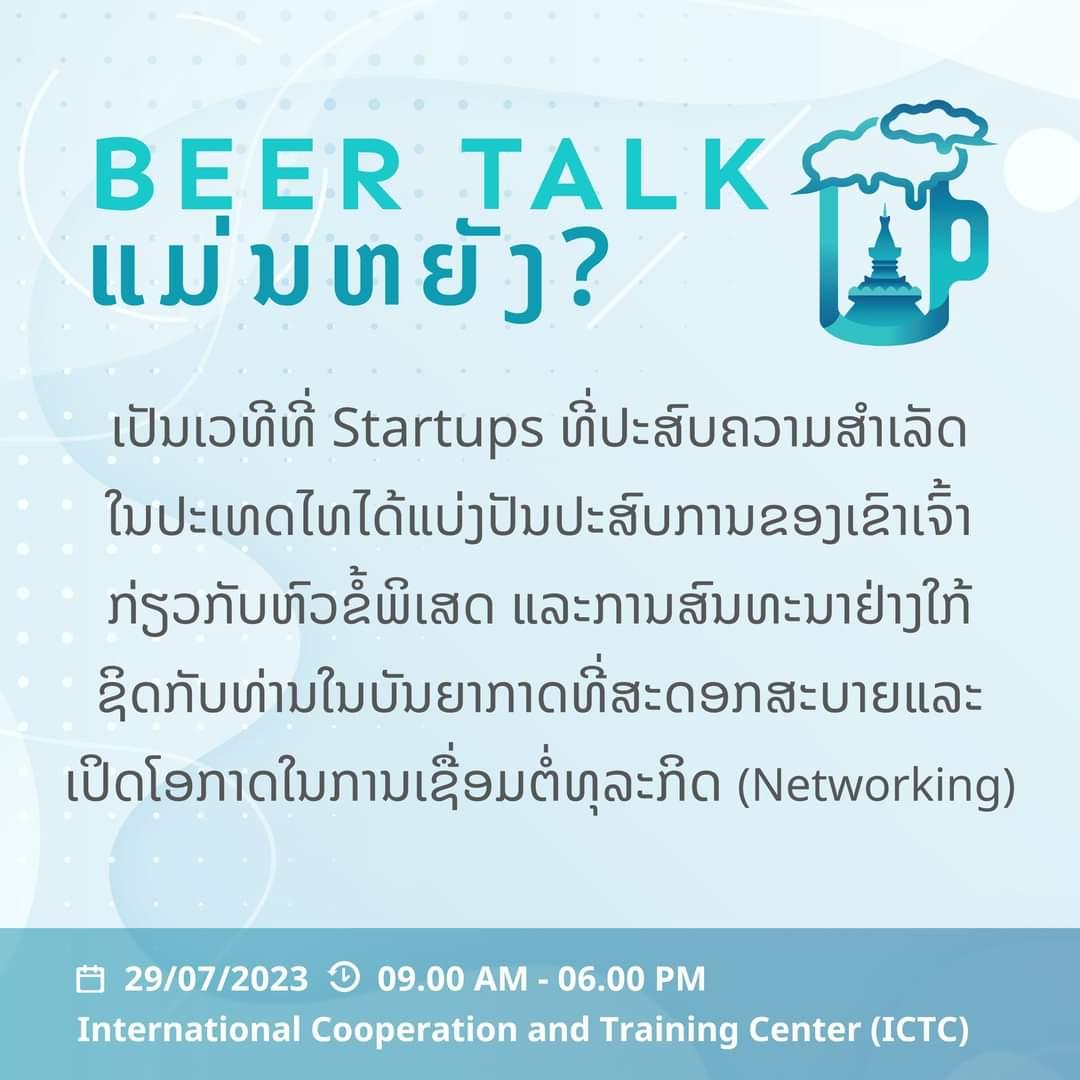 BEER TALK
ແມ່ນຫຍັງ?
ເປັນເວທີທີ່ Startups ທີ່ປະສົບຄວາມສຳເລັດ
ໃນປະເທດໄທໄດ້ແບ່ງປັນປະສົບການຂອງເຂົາເຈົ້າ
ກ່ຽວກັບຫົວຂໍ້ພິເສດ ແລະການສົນທະນາຢ່າງໃກ້
ຊິດກັບທ່ານໃນບັນຍາກາດທີ່ສະດອກສະບາຍແລະ
ເປີດໂອກາດໃນການເຊື່ອມຕໍ່ທຸລະກິດ (Networking)
29/07/2023 09.00 AM - 06.00 PM
International Cooperation and Training Center (ICTC)